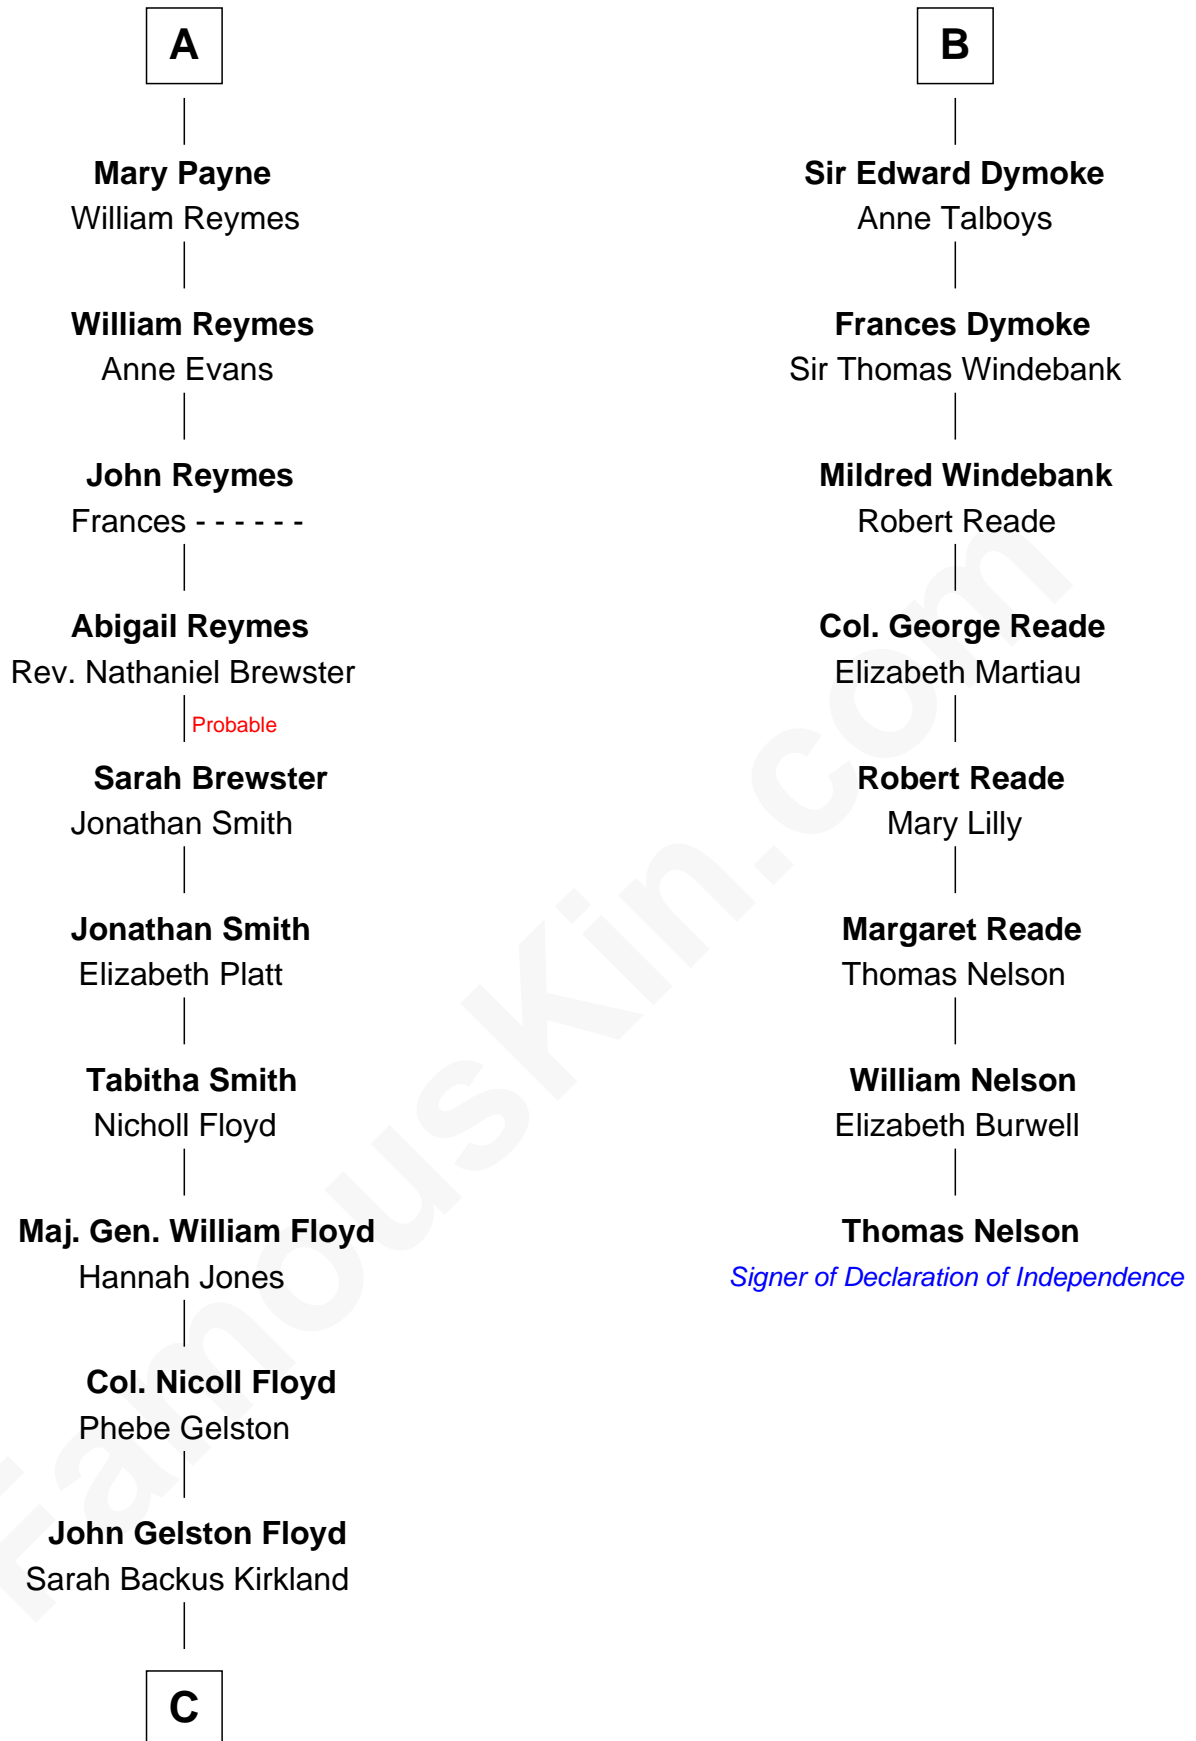 A
Mary Payne
William Reymes
William Reymes
Anne Evans
John Reymes
Frances - - - - - -
Abigail Reymes
Rev. Nathaniel Brewster
Probable
Sarah Brewster
Jonathan Smith
Jonathan Smith
Elizabeth Platt
Tabitha Smith
Nicholl Floyd
Maj. Gen. William Floyd
Hannah Jones
Col. Nicoll Floyd
Phebe Gelston
John Gelston Floyd
Sarah Backus Kirkland
C
B
Sir Edward Dymoke
Anne Talboys
Frances Dymoke
Sir Thomas Windebank
Mildred Windebank
Robert Reade
Col. George Reade
Elizabeth Martiau
Robert Reade
Mary Lilly
Margaret Reade
Thomas Nelson
William Nelson
Elizabeth Burwell
Thomas Nelson
Signer of Declaration of Independence
FamousKin.com